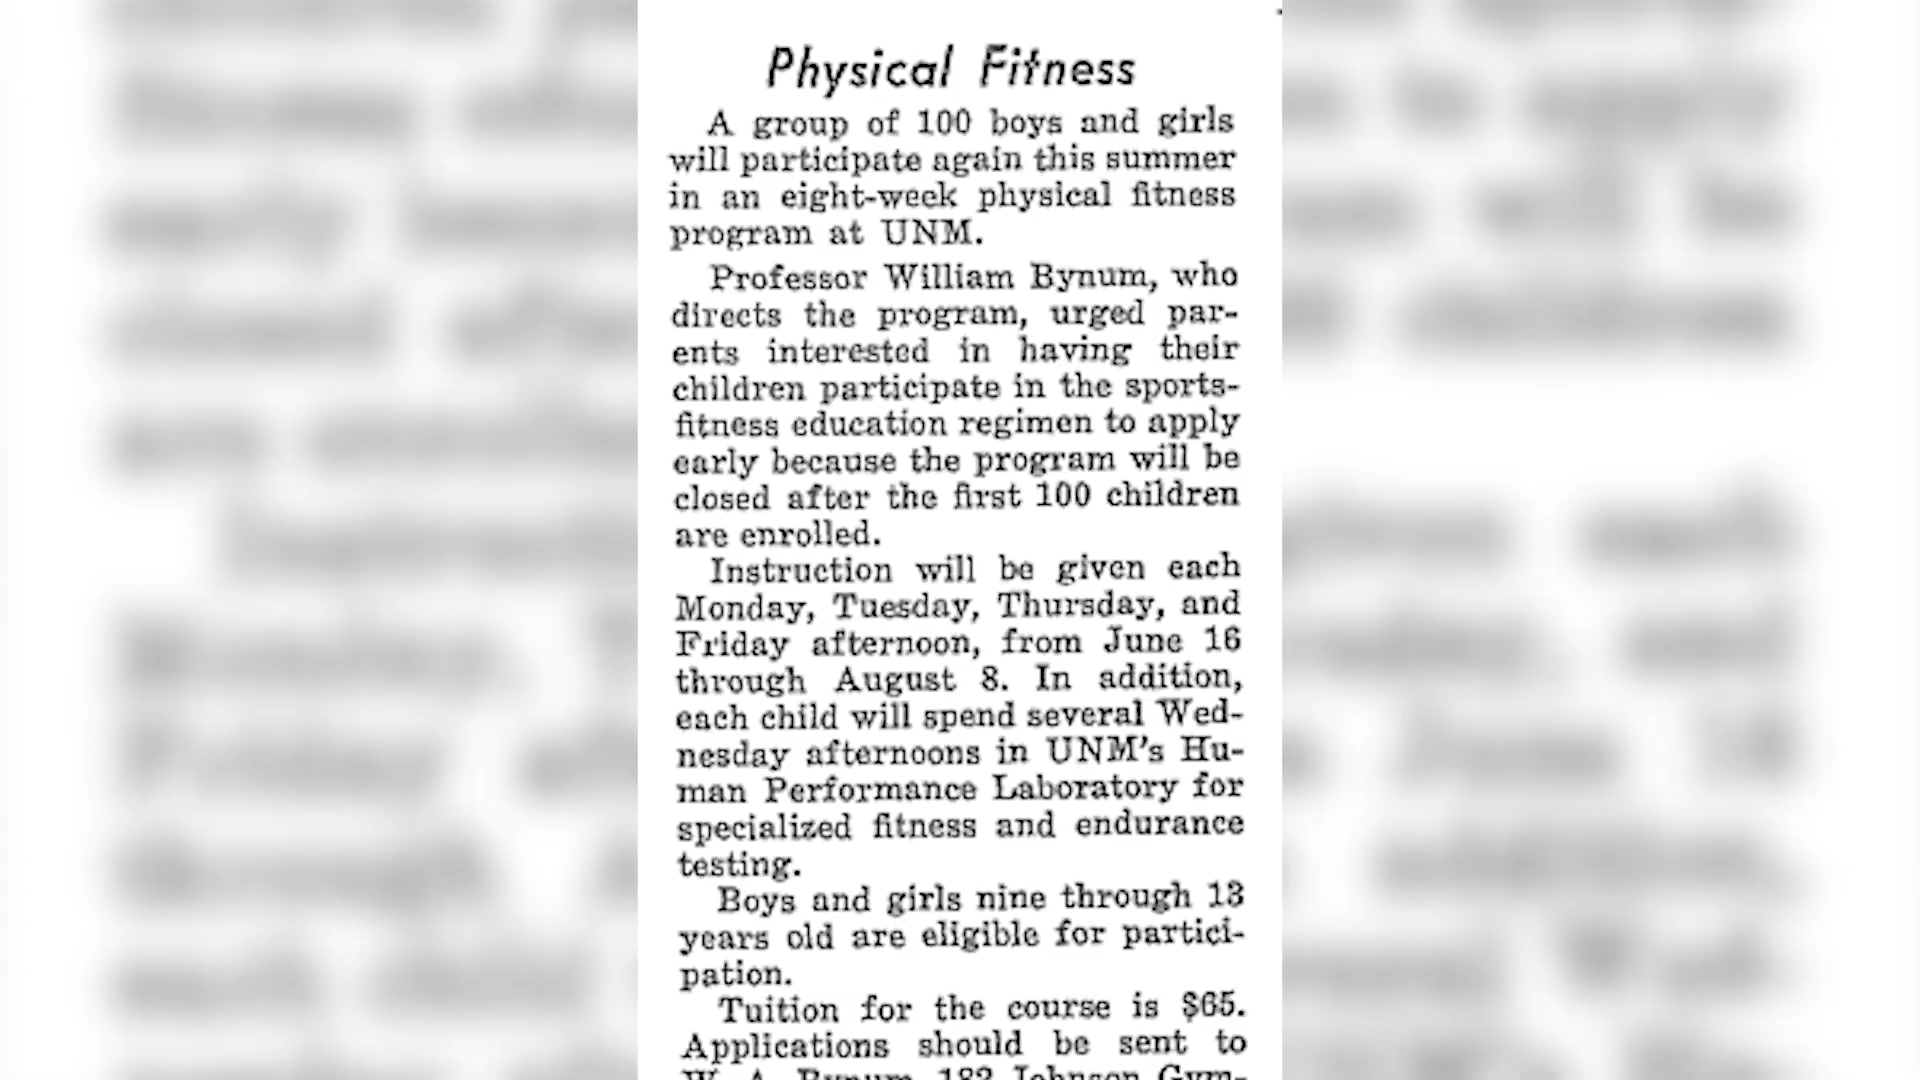 Physical Fitness
A group of 100 boys and girls
will participate again this summer
in an eight-week physical fitness
program at UNM.
Professor William Bynum, who
directs the program, urged par-
ents interested in having their
children participate in the sports-
fitness education regimen to apply
early because the program will be
closed after the first 100 children
are enrolled.
Instruction will be given each
Monday, Tuesday, Thursday, and
Friday afternoon, from June 16
through August 8. In addition,
each child will spend several Wed-
nesday afternoons in UNM's Hu-
man Performance Laboratory for
specialized fitness and endurance
testing.
Boys and girls nine through 13
years old are eligible for partici-
pation.
Tuition for the course is $65.
Applications should be sent to
W. A. Bynum, 182 Johnson Gym-